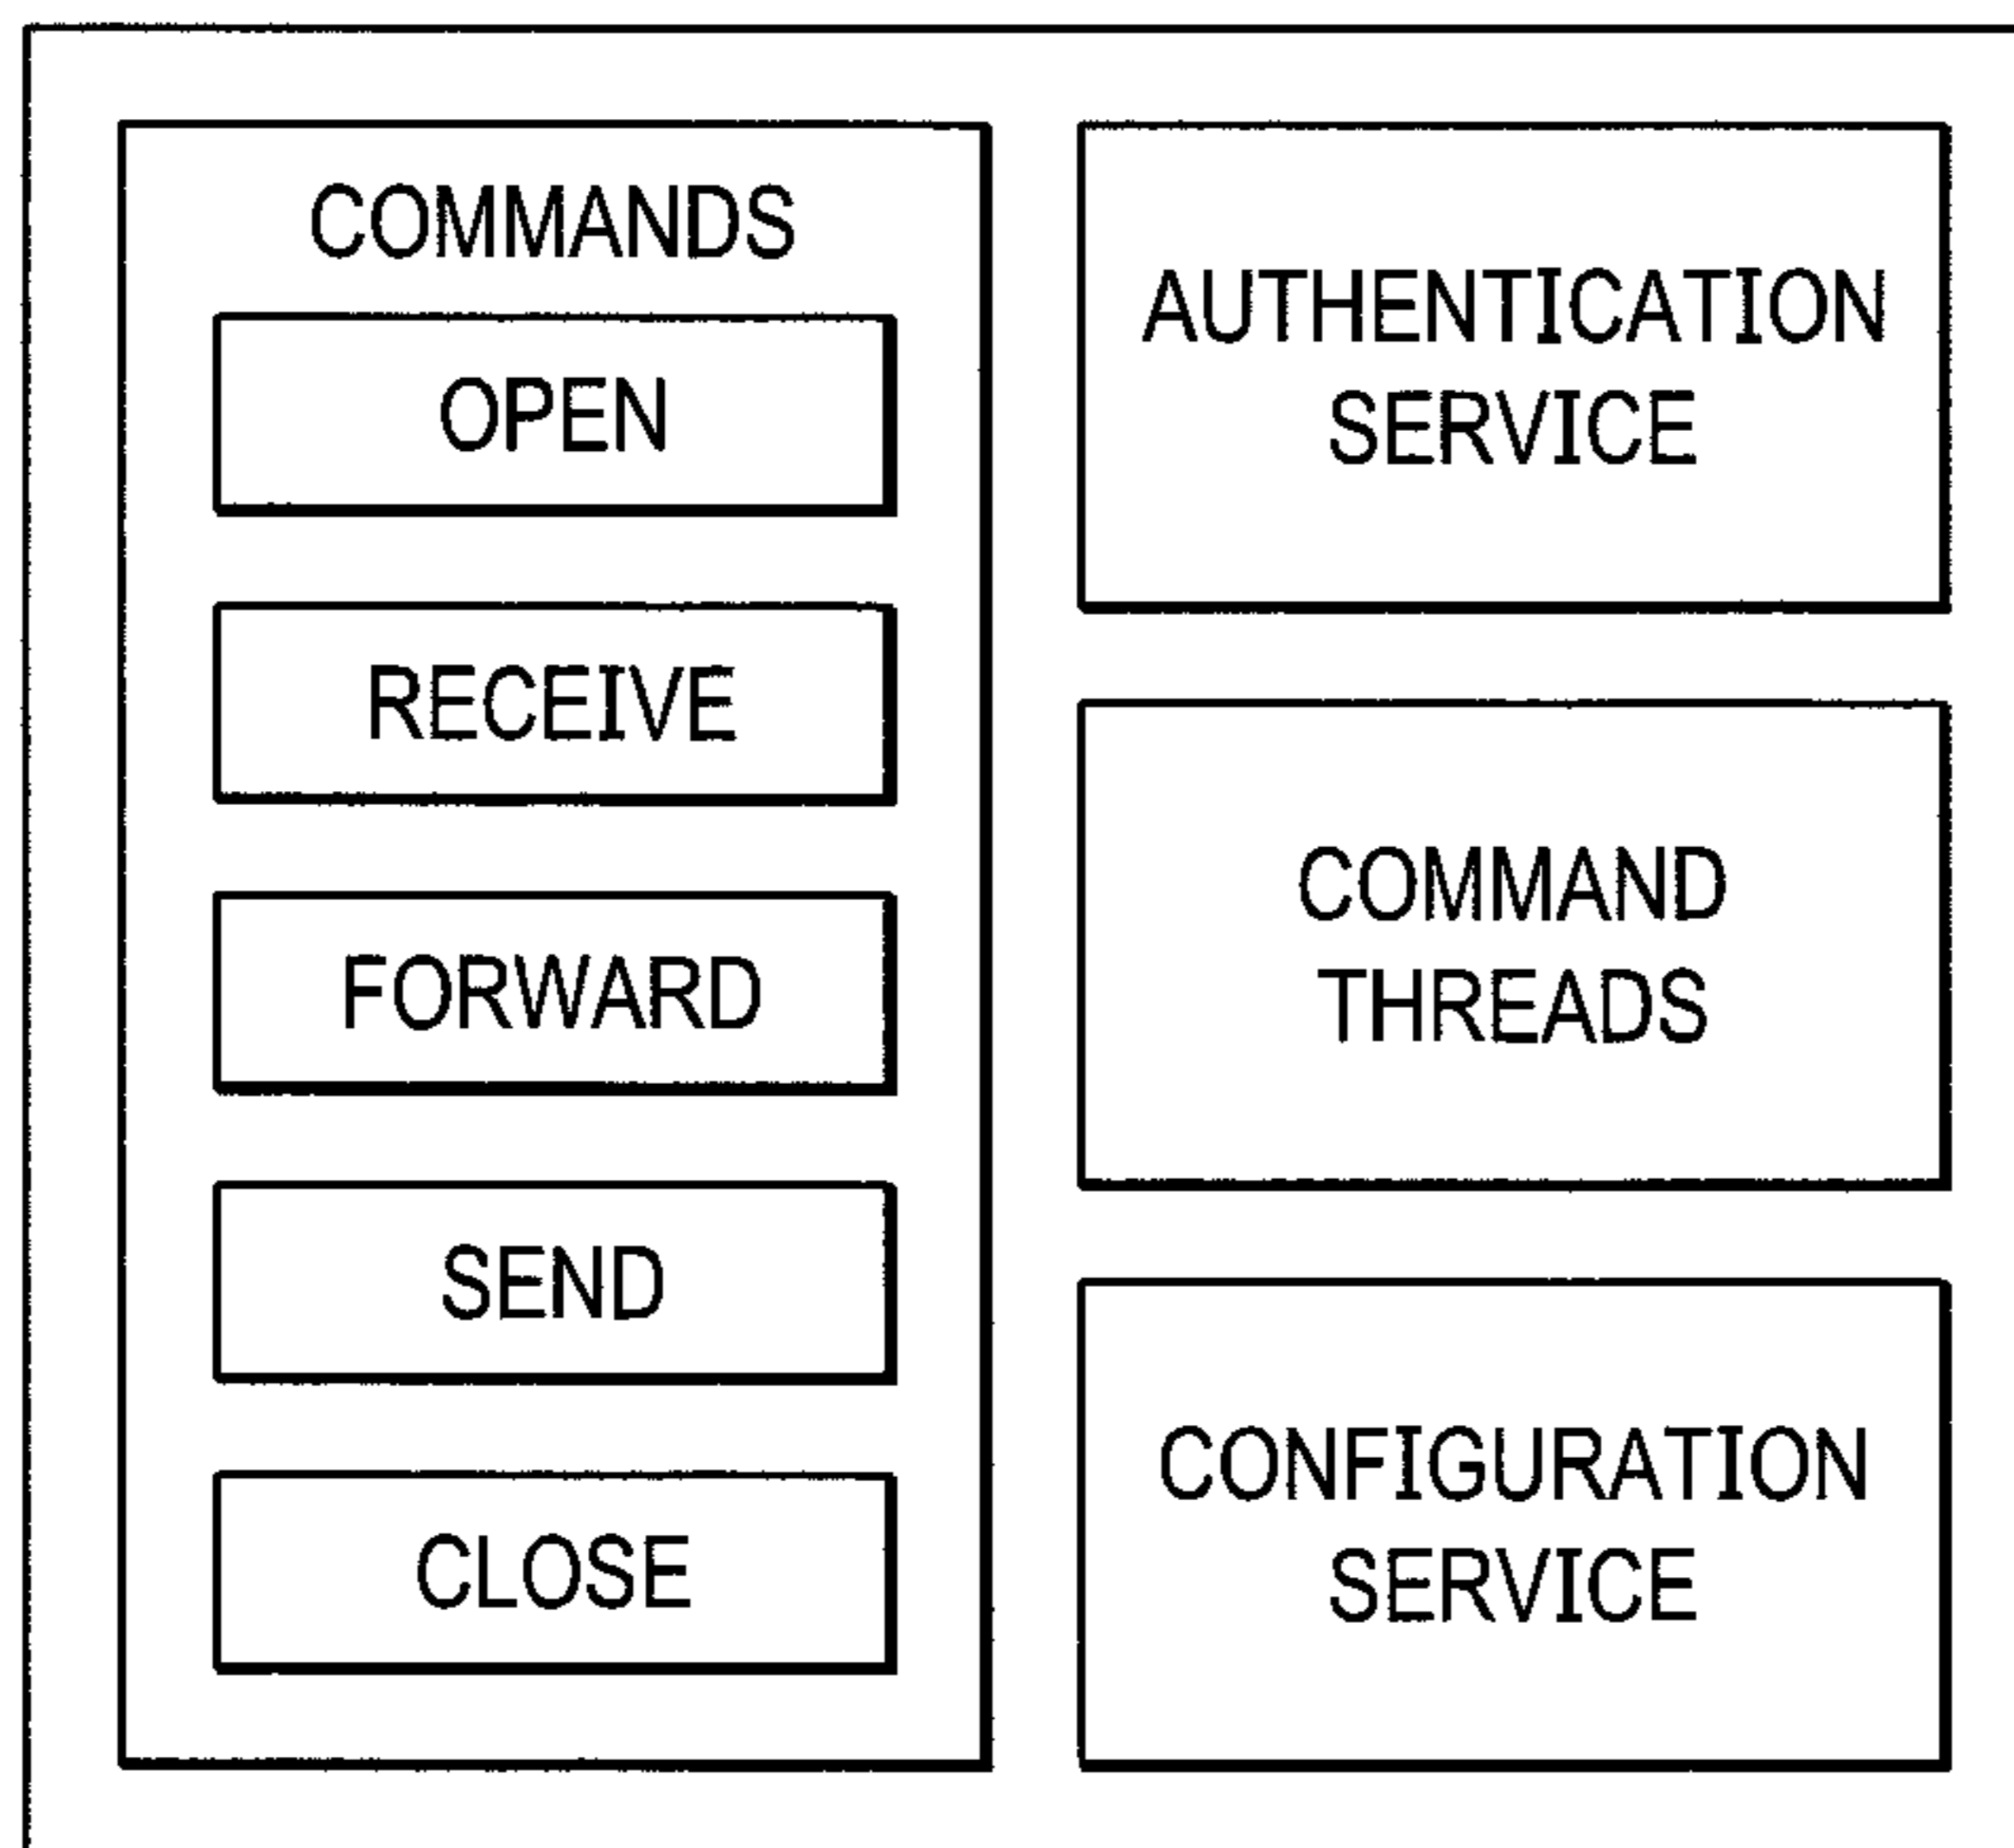 COMMANDS
OPEN
RECEIVE
FORWARD
SEND
CLOSE
AUTHENTICATION
SERVICE
COMMAND
THREADS
CONFIGURATION
SERVICE